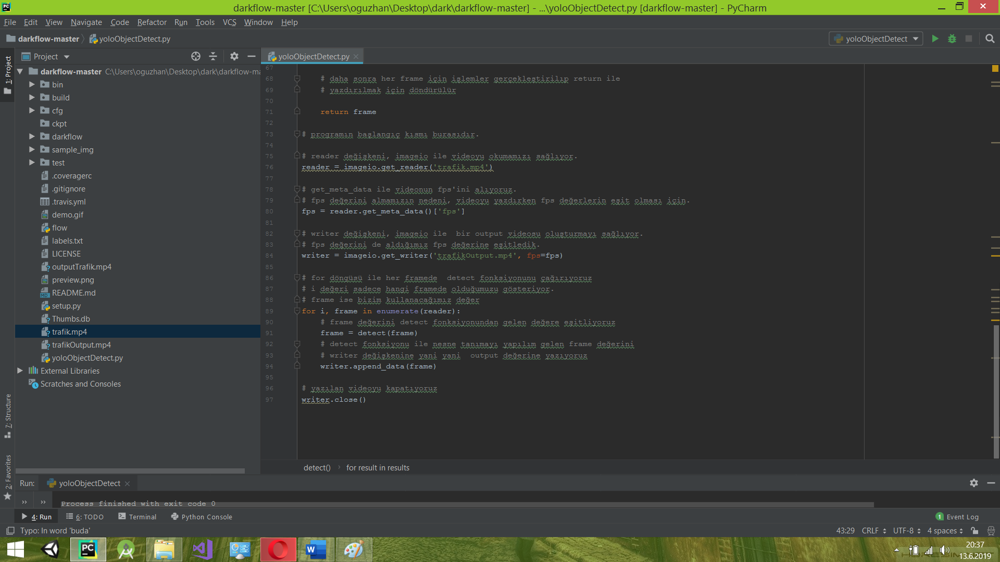 PC
darkflow-master [C:\Users\oguzhan\Desktop\dark\darkflow-master] - ...\yoloObjectDetect.py [darkflow-master] - PyCharm
File Edit View Navigate Code Refactor Run Tools VCS Window Help
darkflow-master yoloObjectDetect.py
yoloObjectDetect
Project
yoloObjectDetect.py
1: Project
darkflow-master C:\Users\oguzhan\Desktop\dark\darkflow-ma
bin
build
cfg
ckpt
darkflow
sample_img
test
.coveragerc
.gitignore
.travis.yml
demo.gif
flow
labels.txt
LICENSE
outputTrafik.mp4
preview.png
README.md
setup.py
Thumbs.db
trafik.mp4
trafikOutput.mp4
yoloObjectDetect.py
External Libraries
Scratches and Consoles
7: Structure
2: Favorites
67
68 # daha sonra her frame için işlemler gerçekleştirilip return ile
69 # yazdırılmak için döndürülür
70
71 return frame
72
73 # programın başlangıç kısmı burasıdır.
74
75 # reader değişkeni, imageio ile videoyu okumamızı sağlıyor.
76 reader = imageio.get_reader('trafik.mp4')
77
78 # get_meta_data ile videonun fps'ini alıyoruz.
79 # fps değerini almamızın nedeni, videoyu yazdırken fps değerlerin eşit olması için.
80 fps = reader.get_meta_data()['fps']
81
82 # writer değişkeni, imageio ile  bir output videosu oluşturmayı sağlıyor.
83 # fps değerini de aldığımız fps değerine eşitledik.
84 writer = imageio.get_writer('trafikOutput.mp4', fps=fps)
85
86 # for döngüsü ile her framede  detect fonksiyonunu çağırıyoruz
87 # i değeri sadece hangi framede olduğumuzu gösteriyor.
88 # frame ise bizim kullanacağımız değer
89 for i, frame in enumerate(reader):
90 # frame değerini detect fonksiyonundan gelen değere eşitliyoruz
91 frame = detect(frame)
92 # detect fonksiyonu ile nesne tanımayı yapılım gelen frame değerini
93 # writer değişkenine yani yani  output değerine yazıyoruz
94 writer.append_data(frame)
95
96 # yazılan videoyu kapatıyoruz
97 writer.close()
detect() › for result in results
Run: yoloObjectDetect
Process finished with exit code 0
4: Run 6: TODO Terminal Python Console
1 Event Log
Typo: In word 'buda'
43:29 CRLF UTF-8 4 spaces
20:37
13.6.2019